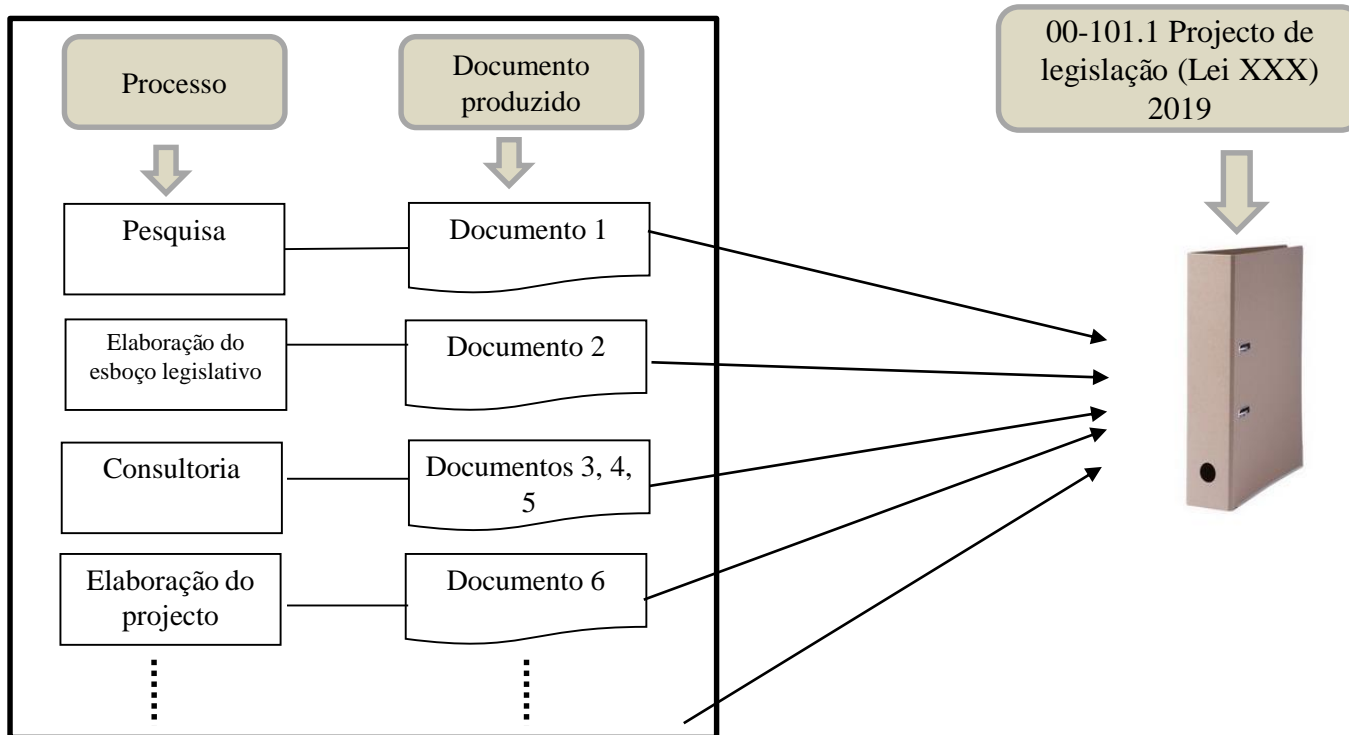 Processo
Documento
produzido
00-101.1 Projecto de
legislação (Lei XXX)
2019
Pesquisa
Documento 1
Elaboração do
esboço legislativo
Documento 2
Consultoria
Documentos 3, 4,
5
Elaboração do
projecto
Documento 6